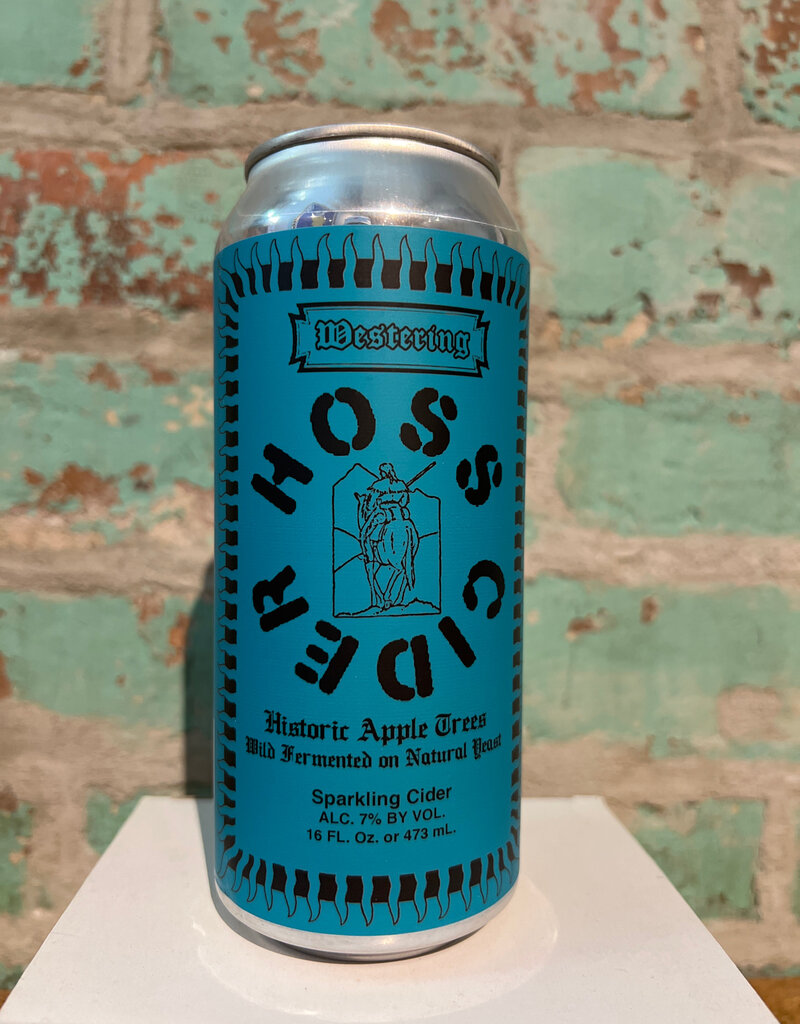 Westering
HOSS CIDER
Historic Apple Trees
Wild Fermented on Natural Yeast
Sparkling Cider
ALC. 7% BY VOL.
16 FL. Oz. or 473 mL.